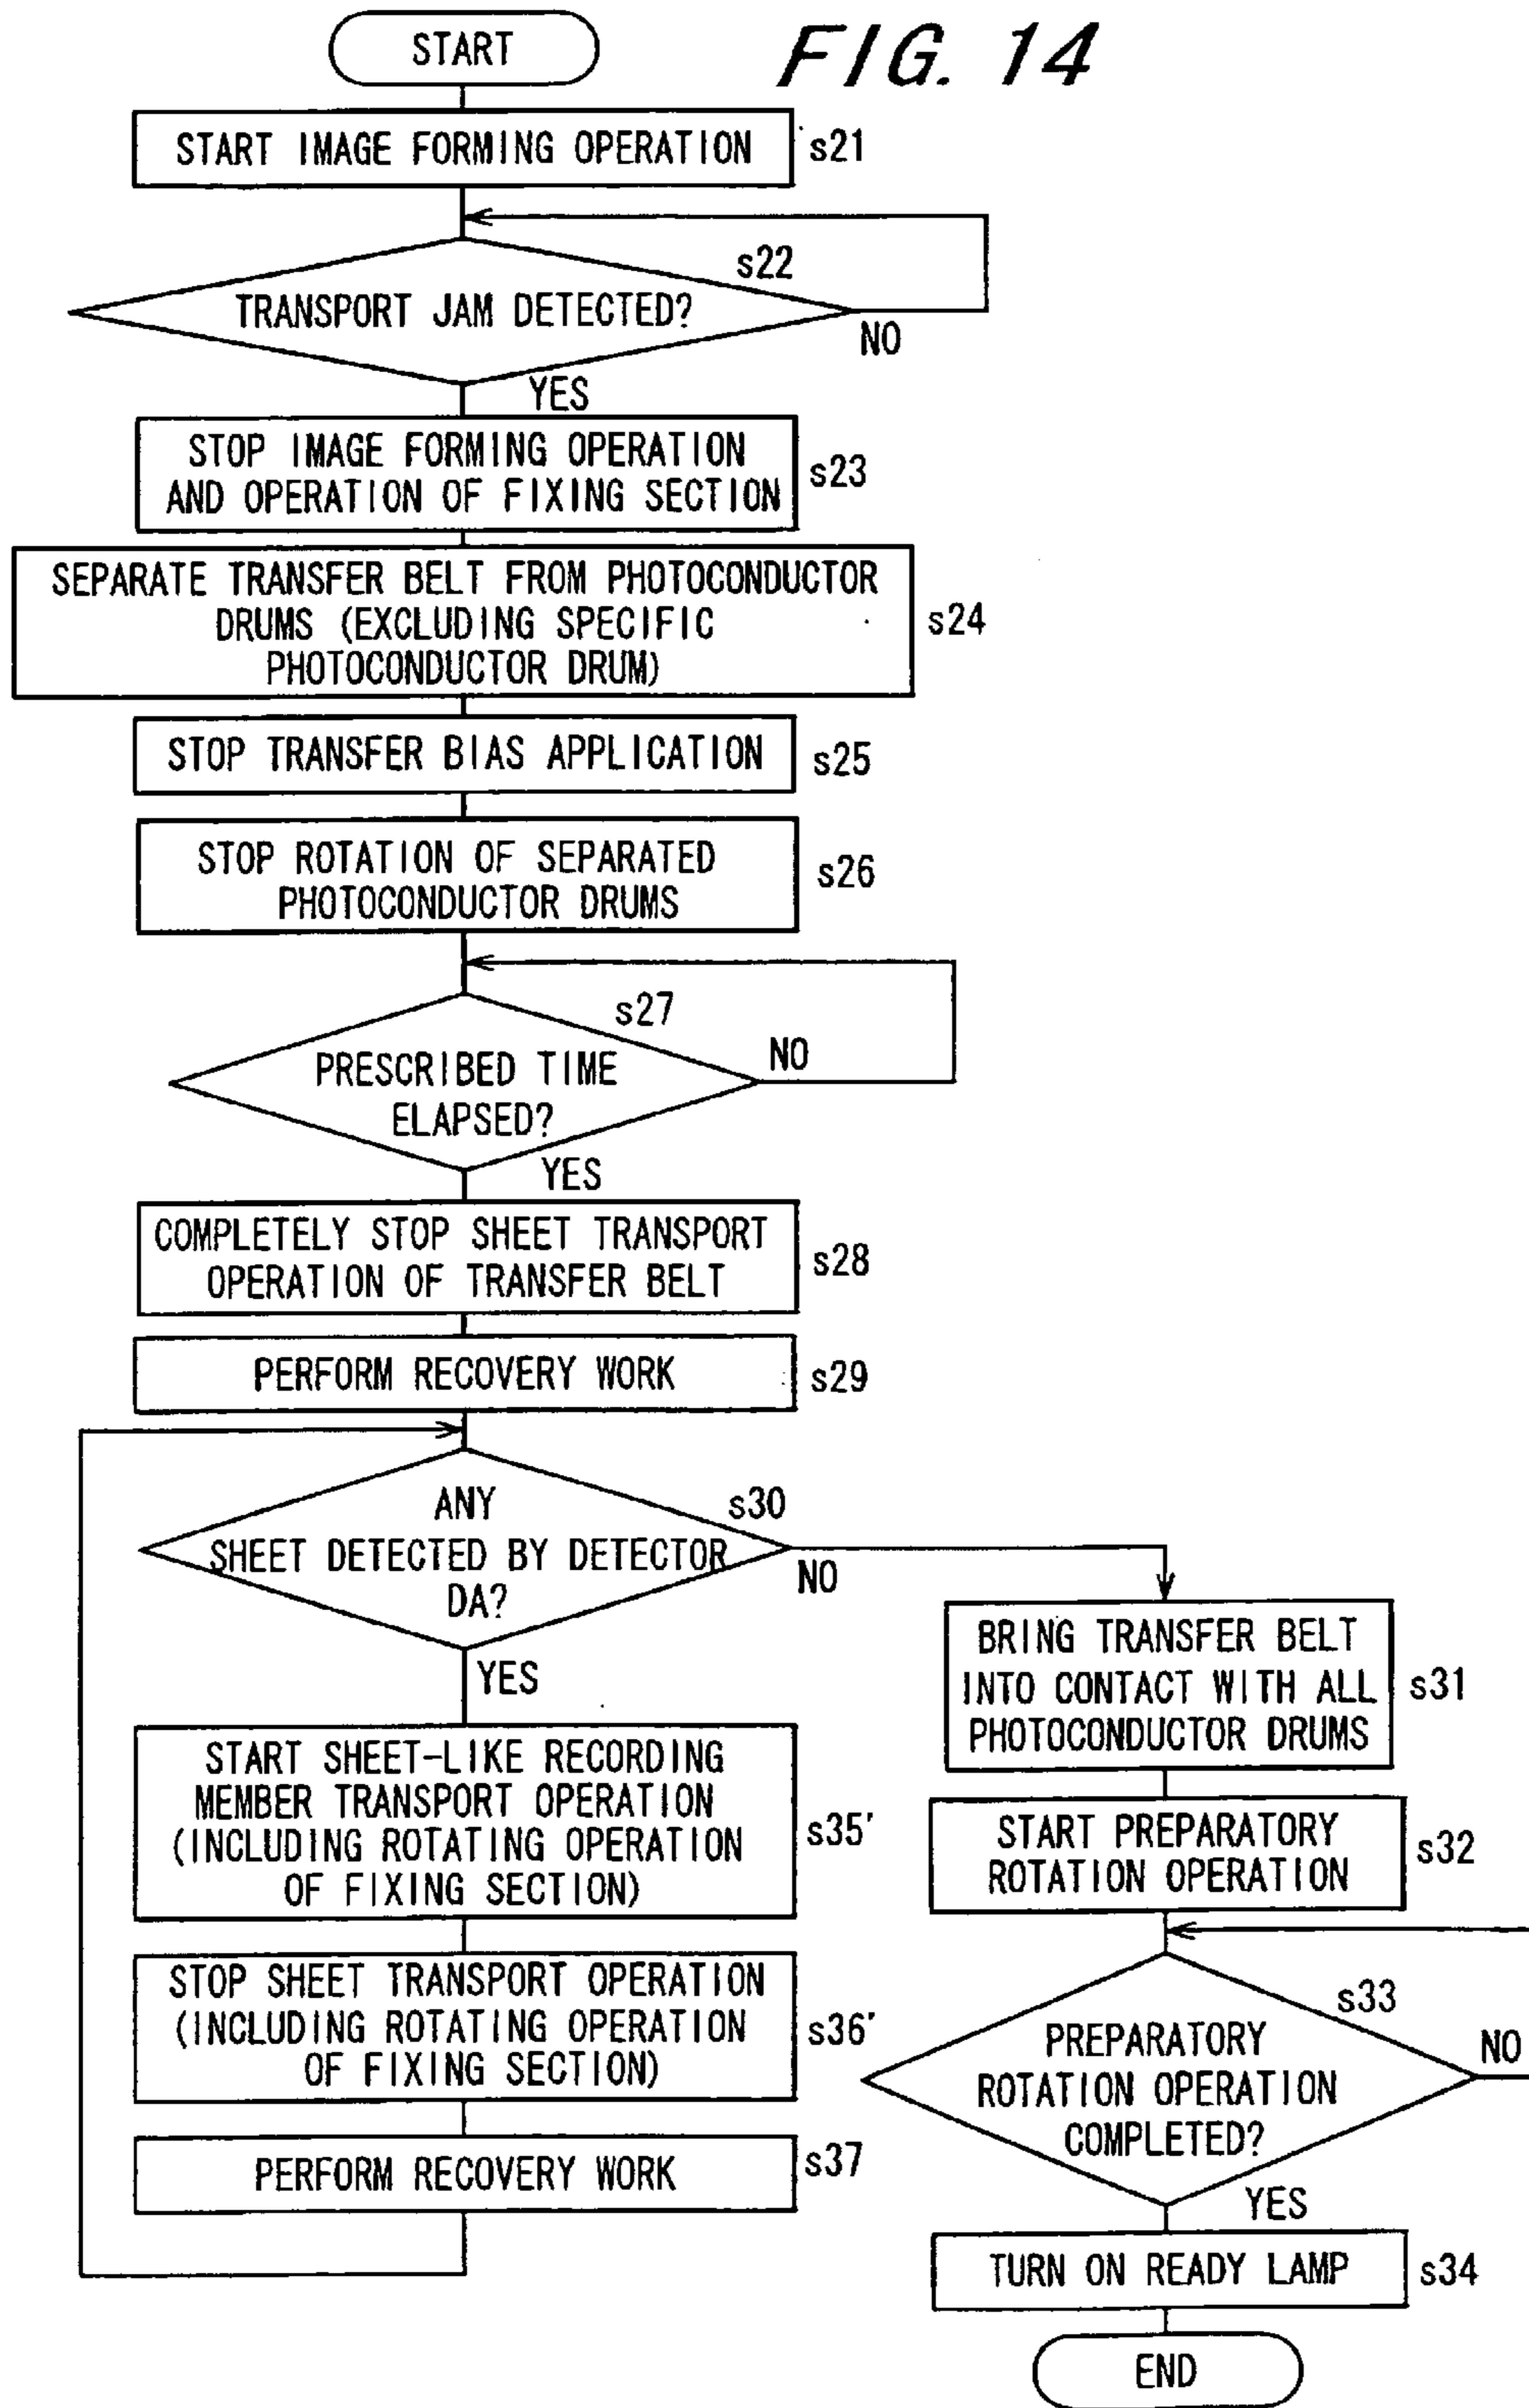 FIG. 14
START
START IMAGE FORMING OPERATION
s21
s22
TRANSPORT JAM DETECTED?
NO
YES
STOP IMAGE FORMING OPERATION
AND OPERATION OF FIXING SECTION
s23
SEPARATE TRANSFER BELT FROM PHOTOCONDUCTOR
DRUMS (EXCLUDING SPECIFIC
PHOTOCONDUCTOR DRUM)
s24
STOP TRANSFER BIAS APPLICATION
s25
STOP ROTATION OF SEPARATED
PHOTOCONDUCTOR DRUMS
s26
s27
PRESCRIBED TIME
ELAPSED?
NO
YES
COMPLETELY STOP SHEET TRANSPORT
OPERATION OF TRANSFER BELT
s28
PERFORM RECOVERY WORK
s29
s30
ANY
SHEET DETECTED BY DETECTOR
DA?
NO
YES
START SHEET-LIKE RECORDING
MEMBER TRANSPORT OPERATION
(INCLUDING ROTATING OPERATION
OF FIXING SECTION)
s35'
STOP SHEET TRANSPORT OPERATION
(INCLUDING ROTATING OPERATION
OF FIXING SECTION)
s36'
PERFORM RECOVERY WORK
s37
BRING TRANSFER BELT
INTO CONTACT WITH ALL
PHOTOCONDUCTOR DRUMS
s31
START PREPARATORY
ROTATION OPERATION
s32
s33
PREPARATORY
ROTATION OPERATION
COMPLETED?
NO
YES
TURN ON READY LAMP
s34
END